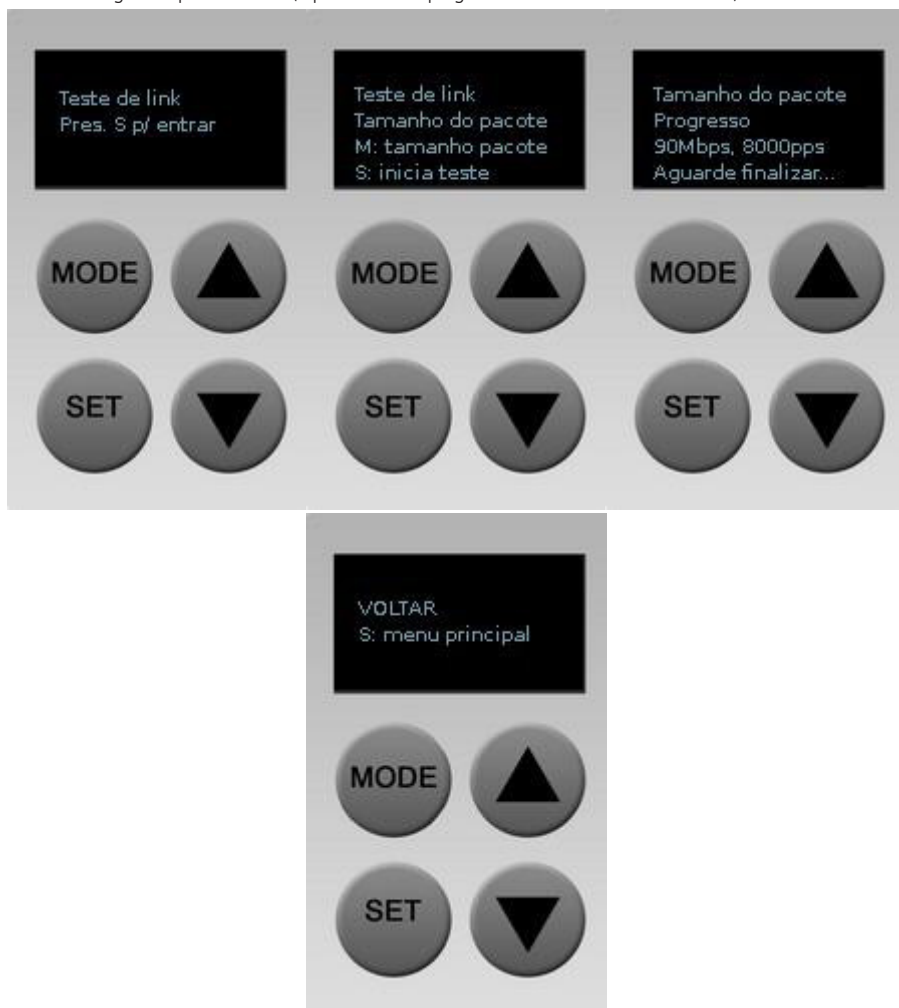 Teste de link
Pres. S p/ entrar
MODE
SET
Teste de link
Tamanho do pacote
M: tamanho pacote
S: inicia teste
MODE
SET
Tamanho do pacote
Progresso
90Mbps, 8000pps
Aguarde finalizar...
MODE
SET
VOLTAR
S: menu principal
MODE
SET